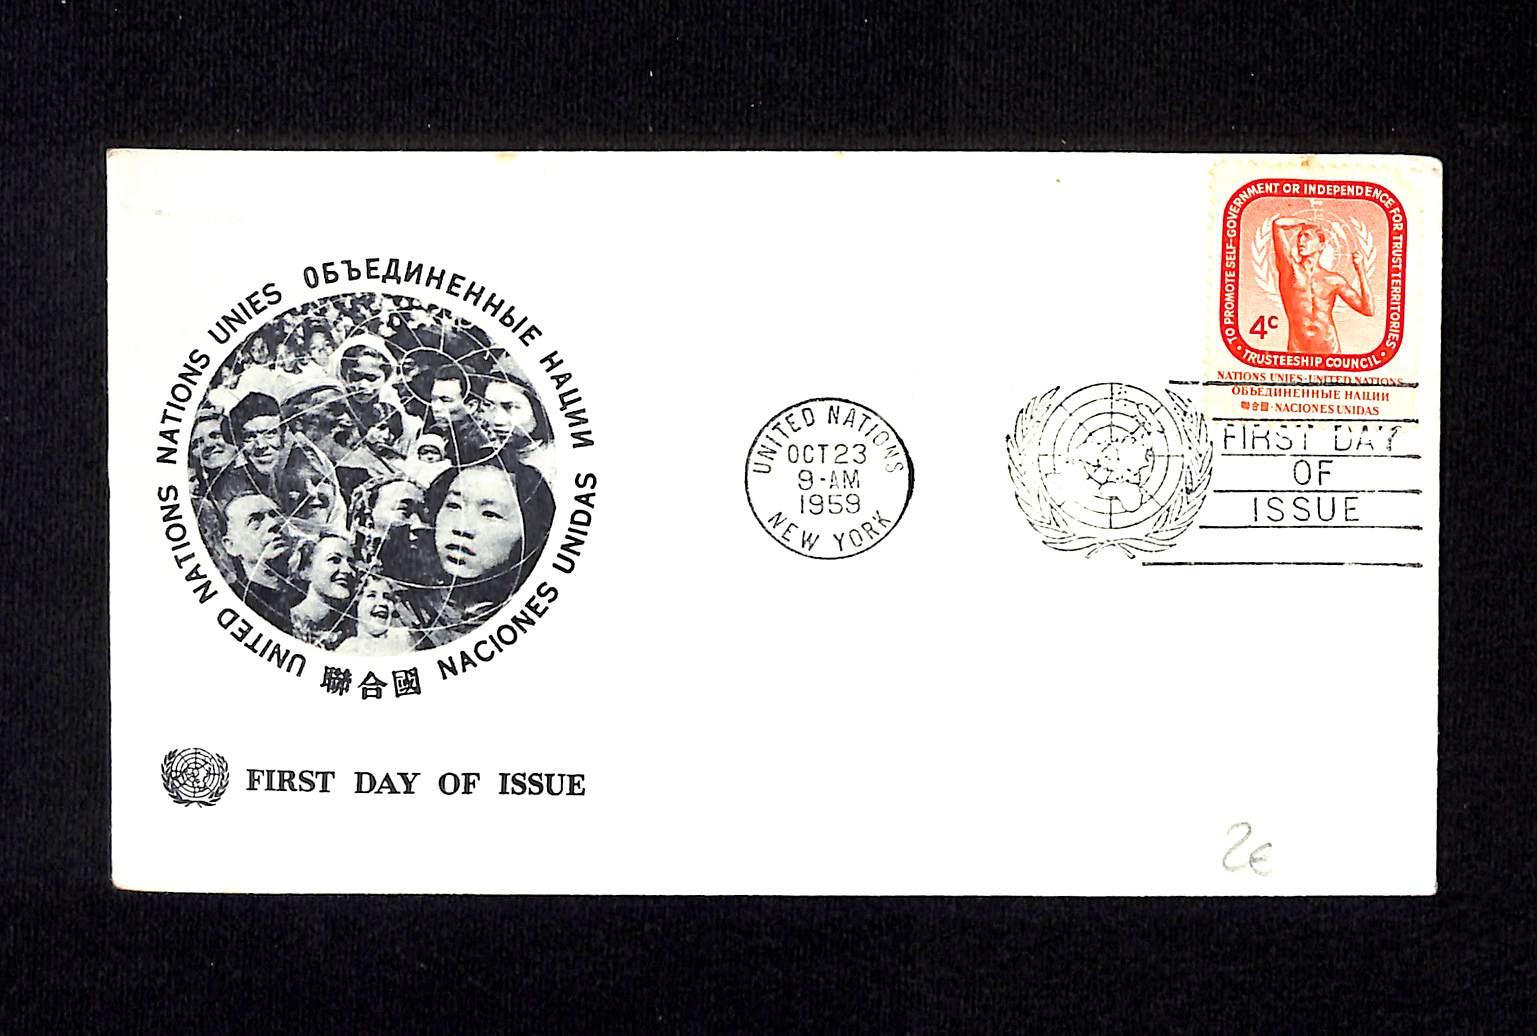 ОБЪЕДИНЕННЫЕ НАЦИИ
NACIONES UNIDAS
聯合國
UNITED NATIONS
NATIONS UNIES
FIRST DAY OF ISSUE
UNITED NATIONS
OCT 23
9-AM
1959
NEW YORK
TO PROMOTE SELF-GOVERNMENT OR INDEPENDENCE FOR TRUST TERRITORIES
· TRUSTEESHIP COUNCIL ·
4c
NATIONS UNIES·UNITED NATIONS
ОБЪЕДИНЕННЫЕ НАЦИИ
聯合國·NACIONES UNIDAS
FIRST DAY
OF
ISSUE
2€